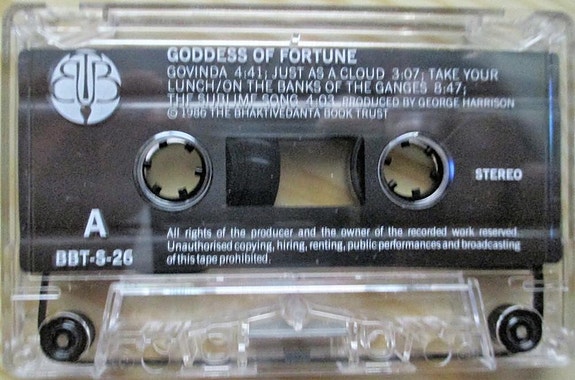 GODDESS OF FORTUNE
GOVINDA 4:41; JUST AS A CLOUD 3:07; TAKE YOUR
LUNCH/ON THE BANKS OF THE GANGES 8:47;
THE SUBLIME SONG 4:03 PRODUCED BY GEORGE HARRISON
© 1986 THE BHAKTIVEDANTA BOOK TRUST
STEREO
A
BBT-S-26
All rights of the producer and the owner of the recorded work reserved.
Unauthorised copying, hiring, renting, public performances and broadcasting
of this tape prohibited.